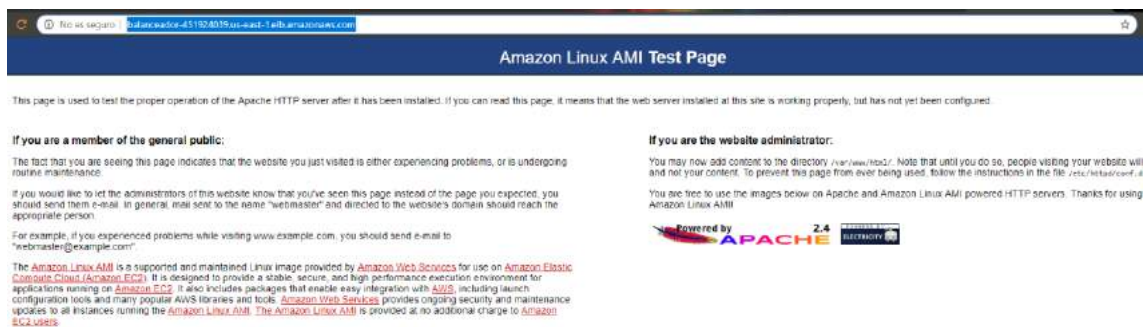 No es seguro | balanceador-451924039.us-east-1.elb.amazonaws.com
Amazon Linux AMI Test Page
This page is used to test the proper operation of the Apache HTTP server after it has been installed. If you can read this page, it means that the web server installed at this site is working properly, but has not yet been configured.
If you are a member of the general public:
The fact that you are seeing this page indicates that the website you just visited is either experiencing problems, or is undergoing
routine maintenance.
If you would like to let the administrators of this website know that you've seen this page instead of the page you expected, you
should send them e-mail. In general, mail sent to the name "webmaster" and directed to the website's domain should reach the
appropriate person.
For example, if you experienced problems while visiting www.example.com, you should send e-mail to
"webmaster@example.com".
The Amazon Linux AMI is a supported and maintained Linux image provided by Amazon Web Services for use on Amazon Elastic
Compute Cloud (Amazon EC2). It is designed to provide a stable, secure, and high performance execution environment for
applications running on Amazon EC2. It also includes packages that enable easy integration with AWS, including launch
configuration tools and many popular AWS libraries and tools. Amazon Web Services provides ongoing security and maintenance
updates to all instances running the Amazon Linux AMI. The Amazon Linux AMI is provided at no additional charge to Amazon
EC2 users.
If you are the website administrator:
You may now add content to the directory /var/www/html/. Note that until you do so, people visiting your website will
and not your content. To prevent this page from ever being used, follow the instructions in the file /etc/httpd/conf.d
You are free to use the images below on Apache and Amazon Linux AMI powered HTTP servers. Thanks for using
Amazon Linux AMI!
Powered by 2.4
APACHE
ELECTRICITY